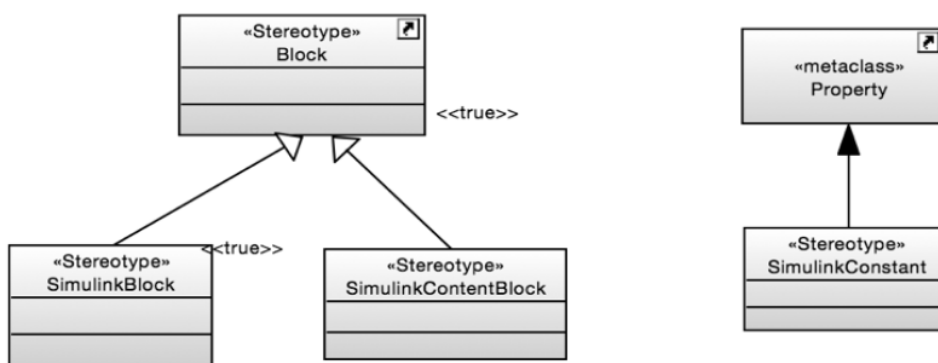 «Stereotype»
Block
<<true>>
«metaclass»
Property
<<true>>
«Stereotype»
SimulinkBlock
«Stereotype»
SimulinkContentBlock
«Stereotype»
SimulinkConstant